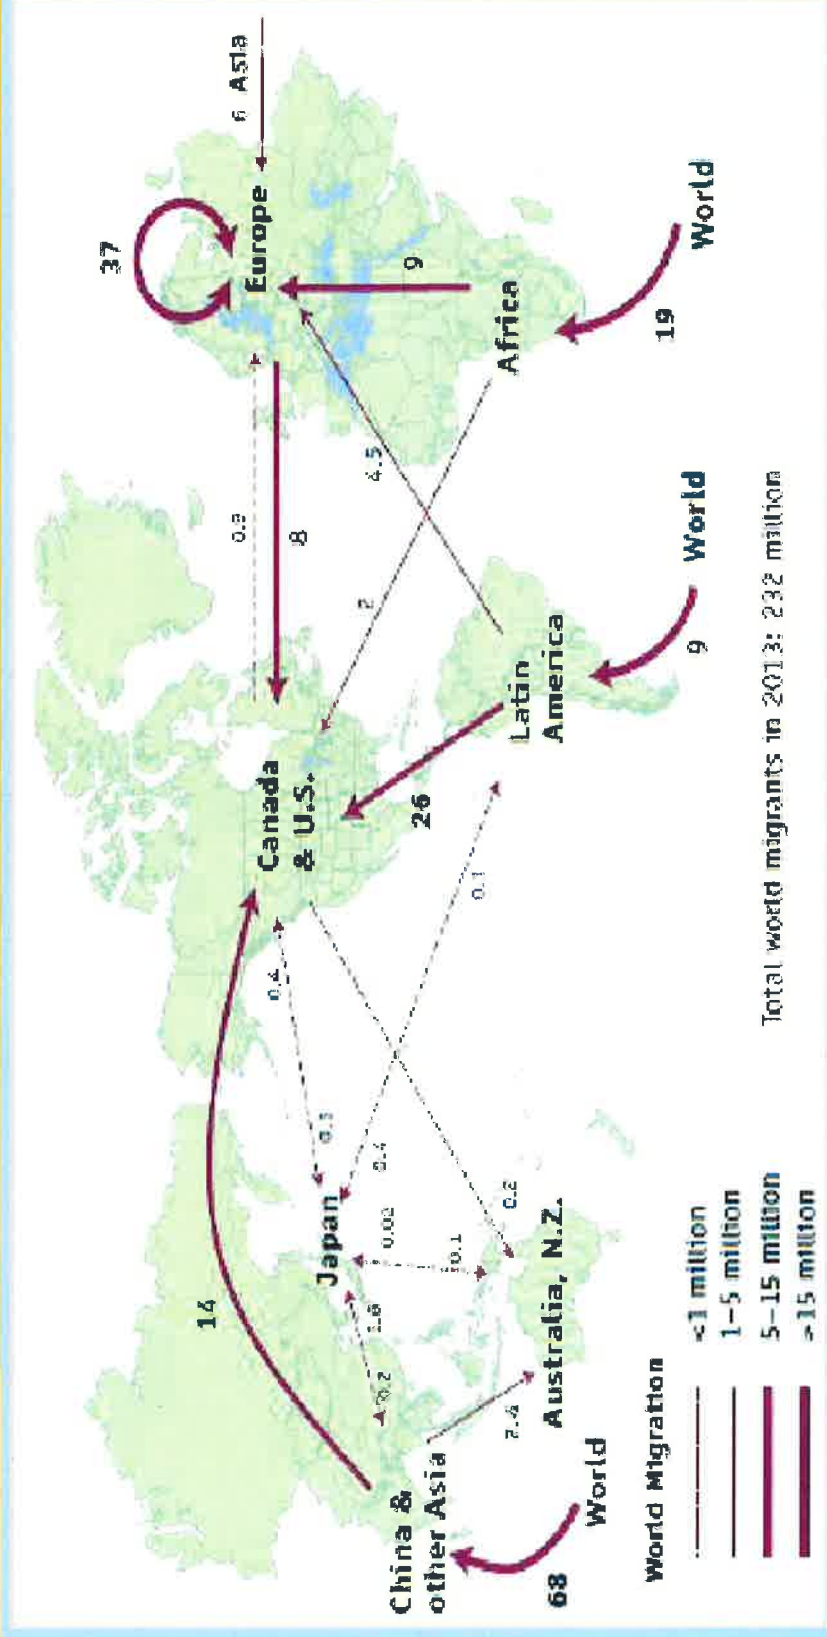 37
6 Asia
Europe
0.9
8
Canada
& U.S.
14
0.4
0.3
Japan
0.4
0.1
2
4.5
9
26
Latin
America
Africa
0.02
0.1
0.2
1.8
0.2
China &
other Asia
2.4
Australia, N.Z.
68
World
9
World
19
World
World Migration
<1 million
1-5 million
5-15 million
>15 million
Total world migrants in 2013: 232 million